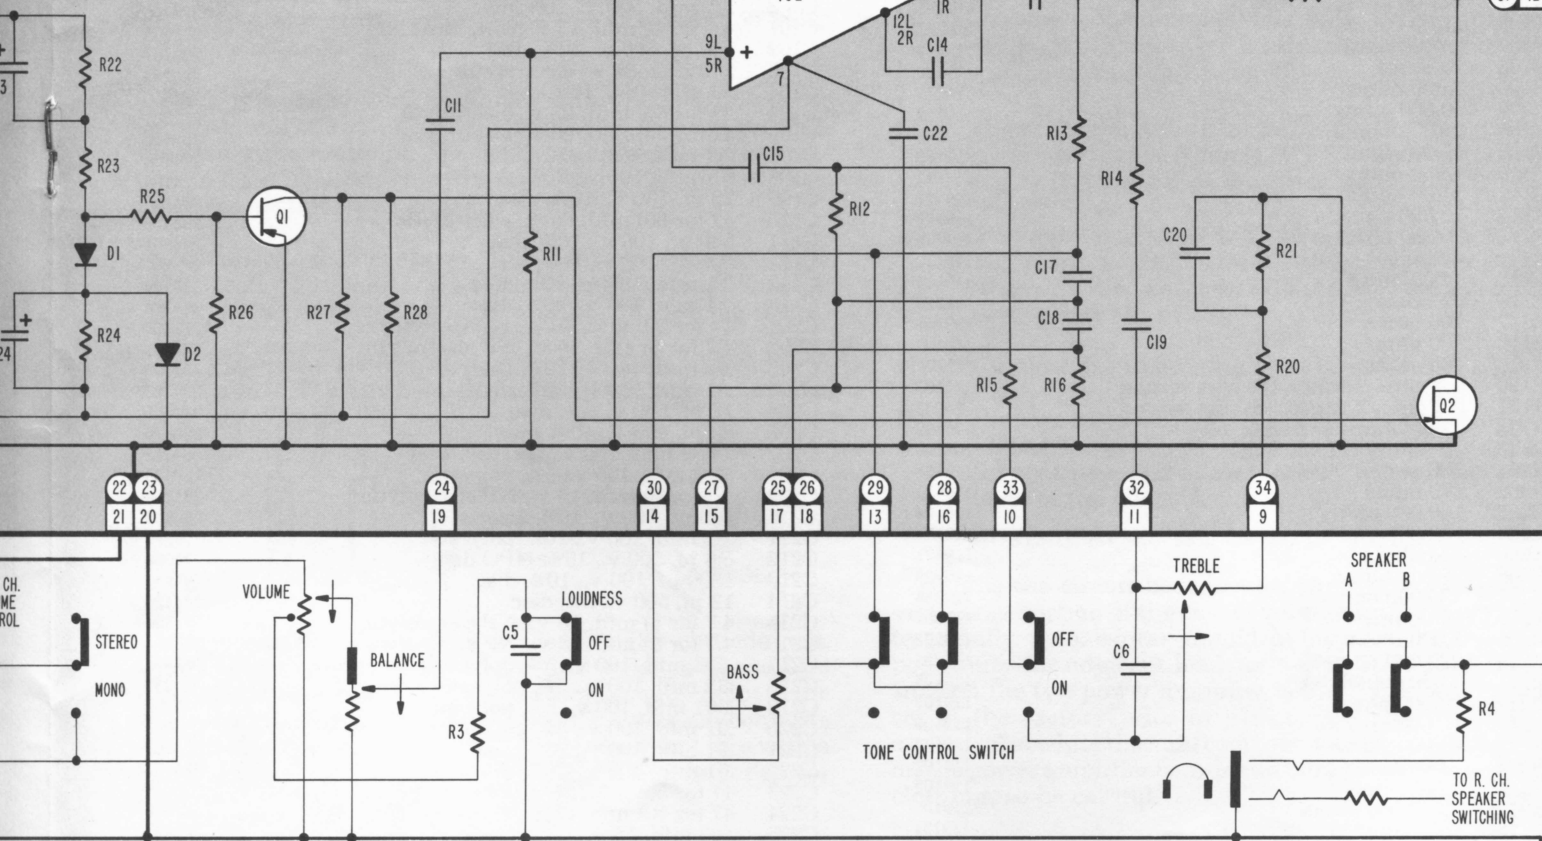 1R
12L
2R
9L
5R
+
7
C14
R22
C11
R13
C22
C15
R23
R14
R25
R12
Q1
C20
R21
D1
R11
C17
+
R26
R27
R28
C18
24
R24
D2
C19
R20
R15
R16
Q2
22 23 24 30 27 25 26 29 28 33 32 34
21 20 19 14 15 17 18 13 16 10 11 9
SPEAKER
A B
TREBLE
CH.
VOLUME
LOUDNESS
STEREO
C5
OFF
OFF
C6
BALANCE
BASS
MONO
ON
ON
R3
R4
TONE CONTROL SWITCH
TO R. CH.
SPEAKER
SWITCHING